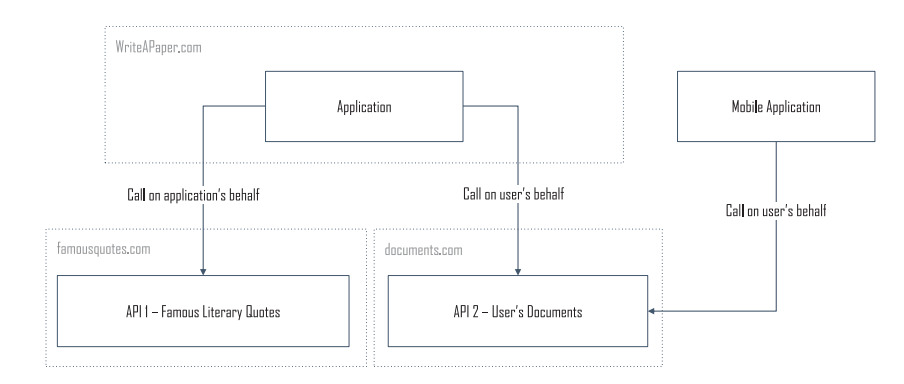 WriteAPaper.com
Application
Mobile Application
Call on application's behalf
Call on user's behalf
Call on user's behalf
famousquotes.com
documents.com
API 1 – Famous Literary Quotes
API 2 – User's Documents